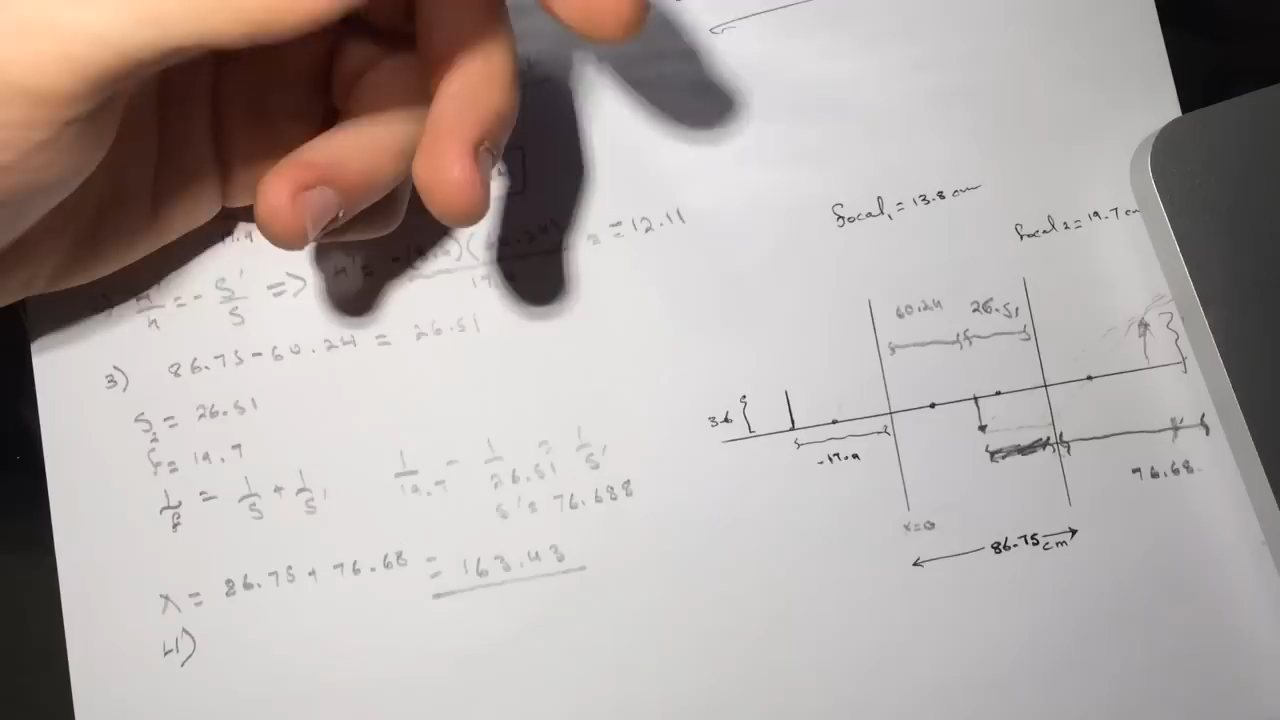 focal₁ = 13.8 cm
focal 2 = 19.7 cm
= 12.11
h = - S'/S =>
3) 86.75 - 60.24 = 26.51
S₂ = 26.51
f = 19.7
1/f = 1/S + 1/S'
1/19.7 - 1/26.51 = 1/S'
S' = 76.688
x = 86.75 + 76.68 = 163.43
4)
60.24
26.51
3.6
-17.9
76.68
x=0
86.75 cm